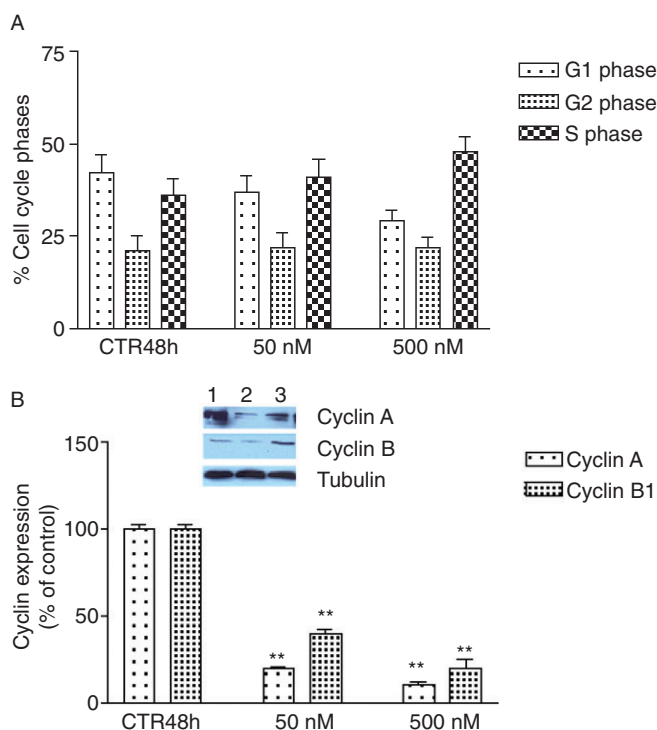 A
75
50
25
0
% Cell cycle phases
CTR48h 50 nM 500 nM
G1 phase
G2 phase
S phase
B
1 2 3
Cyclin A
Cyclin B
Tubulin
150
100
50
0
Cyclin expression
(% of control)
** ** ** **
CTR48h 50 nM 500 nM
Cyclin A
Cyclin B1